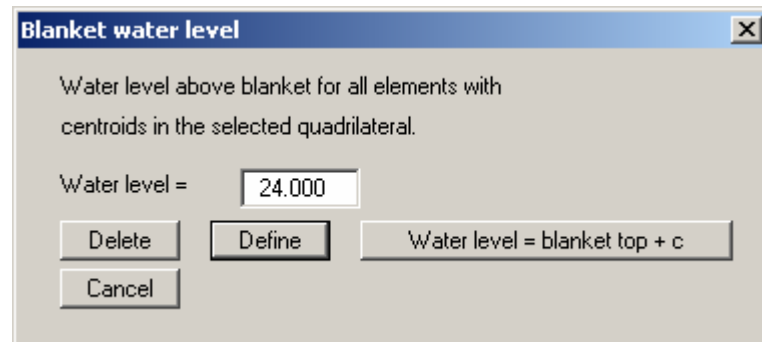 Blanket water level
Water level above blanket for all elements with
centroids in the selected quadrilateral.
Water level = 24.000
Delete Define Water level = blanket top + c
Cancel